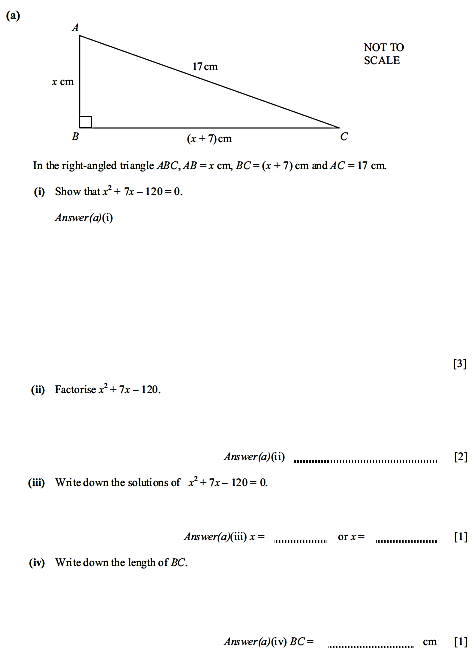 (a)
A
NOT TO
SCALE
17 cm
x cm
B
(x + 7) cm
C
In the right-angled triangle ABC, AB = x cm, BC = (x + 7) cm and AC = 17 cm.
(i) Show that x² + 7x – 120 = 0.
Answer(a)(i)
[3]
(ii) Factorise x² + 7x – 120.
Answer(a)(ii) ........................................ [2]
(iii) Write down the solutions of x² + 7x – 120 = 0.
Answer(a)(iii) x = .............. or x = ................ [1]
(iv) Write down the length of BC.
Answer(a)(iv) BC = ........................ cm [1]